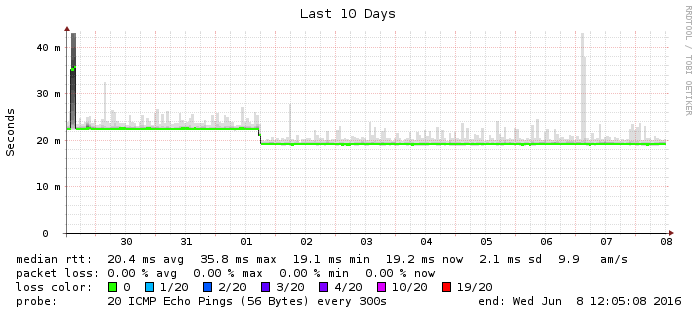 Last 10 Days
RRDTOOL / TOBI OETIKER
Seconds
40 m
30 m
20 m
10 m
0
30 31 01 02 03 04 05 06 07 08
median rtt: 20.4 ms avg 35.8 ms max 19.1 ms min 19.2 ms now 2.1 ms sd 9.9 am/s
packet loss: 0.00 % avg 0.00 % max 0.00 % min 0.00 % now
loss color: 0 1/20 2/20 3/20 4/20 10/20 19/20
probe: 20 ICMP Echo Pings (56 Bytes) every 300s end: Wed Jun 8 12:05:08 2016